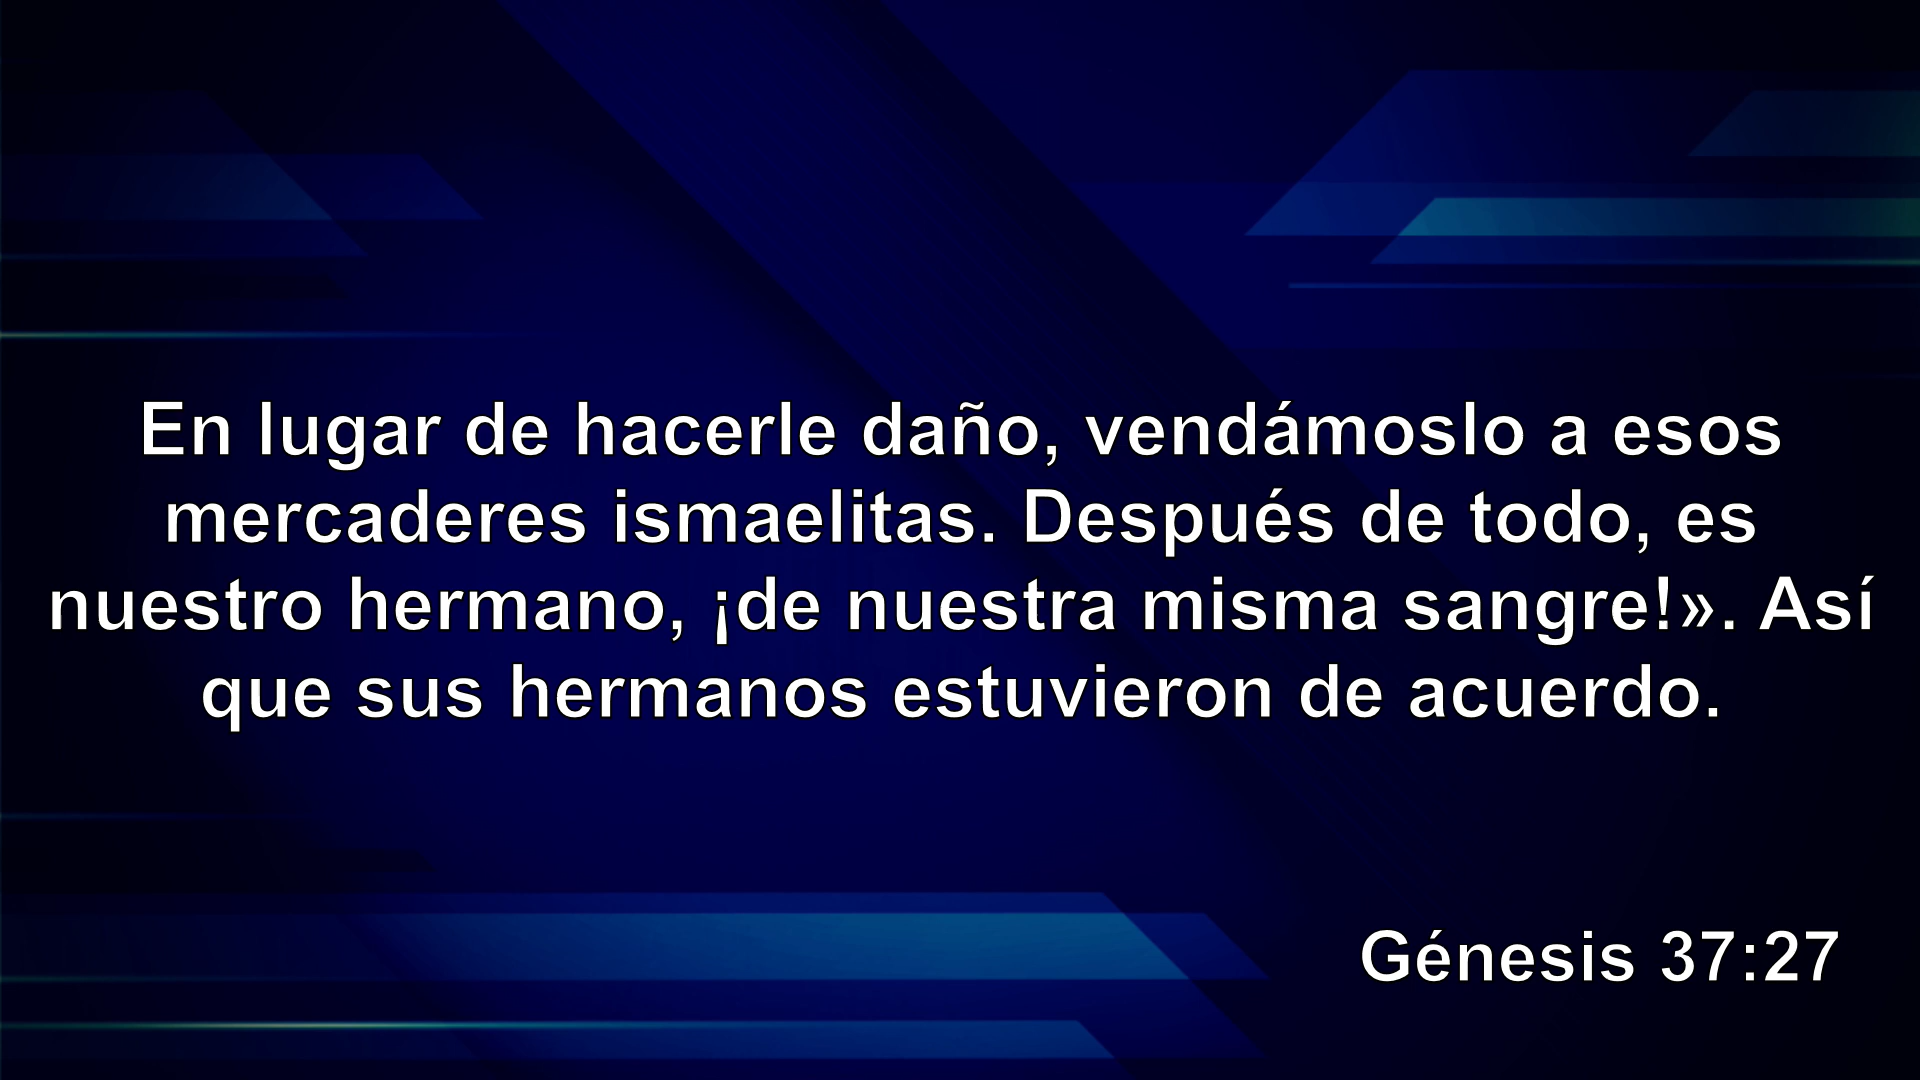 En lugar de hacerle daño, vendámoslo a esos
mercaderes ismaelitas. Después de todo, es
nuestro hermano, ¡de nuestra misma sangre!». Así
que sus hermanos estuvieron de acuerdo.
Génesis 37:27